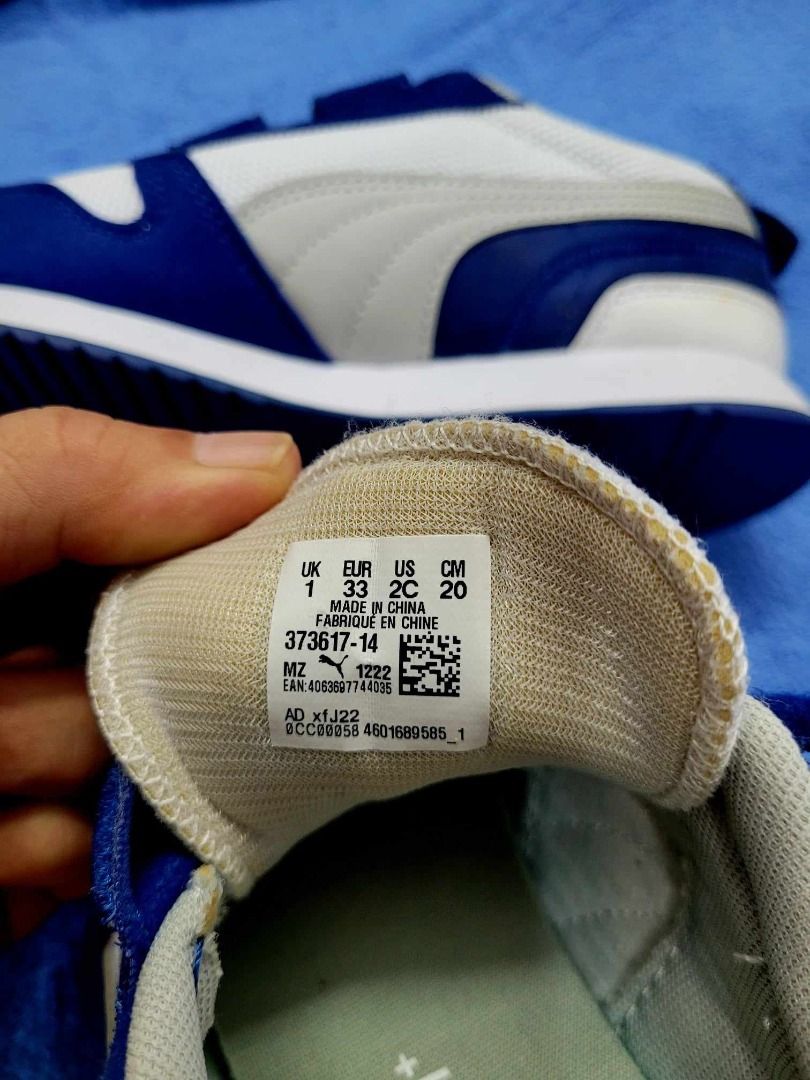 UK EUR US CM
1 33 2C 20
MADE IN CHINA
FABRIQUÉ EN CHINE
373617-14
MZ 1222
EAN:4063697744035
AD xfJ22
0CC00058 4601689585_1